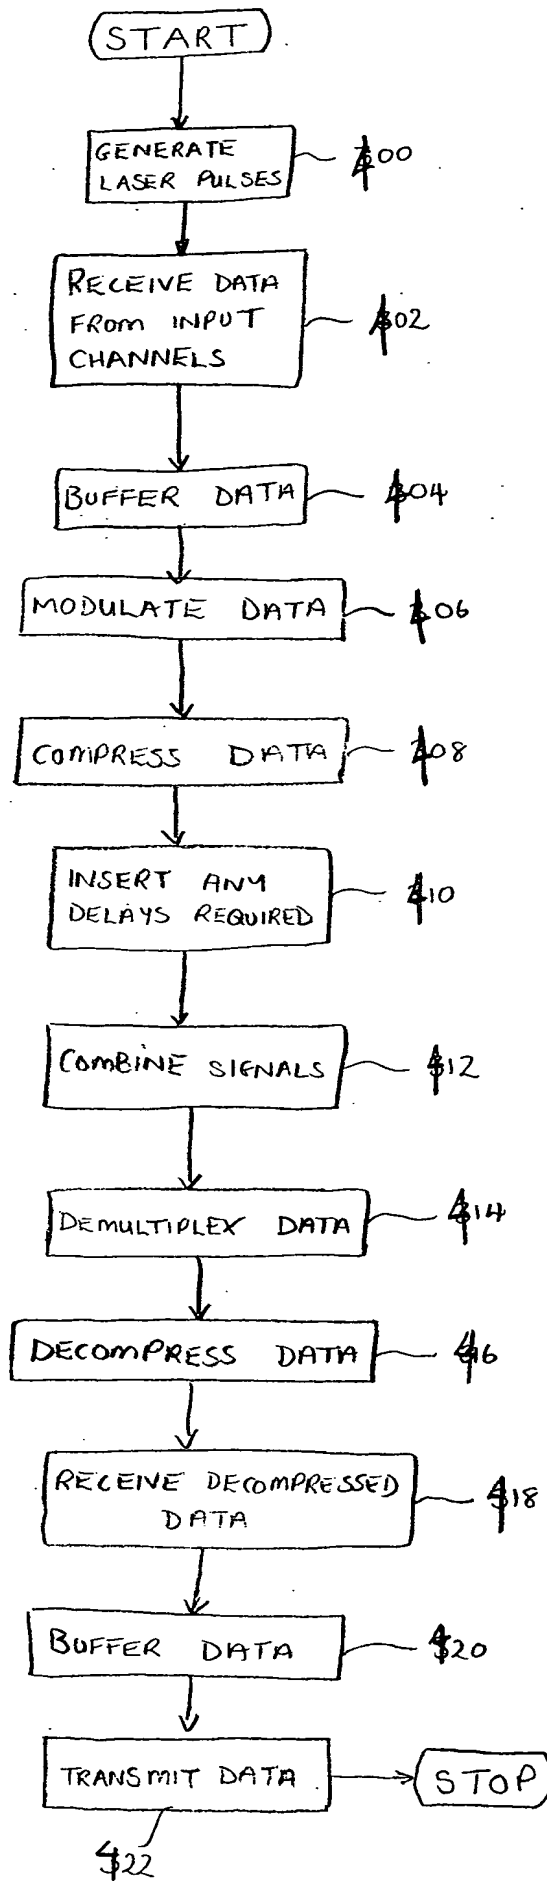 START
GENERATE
LASER PULSES
400
RECEIVE DATA
FROM INPUT
CHANNELS
402
BUFFER DATA
404
MODULATE DATA
406
COMPRESS DATA
408
INSERT ANY
DELAYS REQUIRED
410
COMBINE SIGNALS
412
DEMULTIPLEX DATA
414
DECOMPRESS DATA
416
RECEIVE DECOMPRESSED
DATA
418
BUFFER DATA
420
TRANSMIT DATA
STOP
422